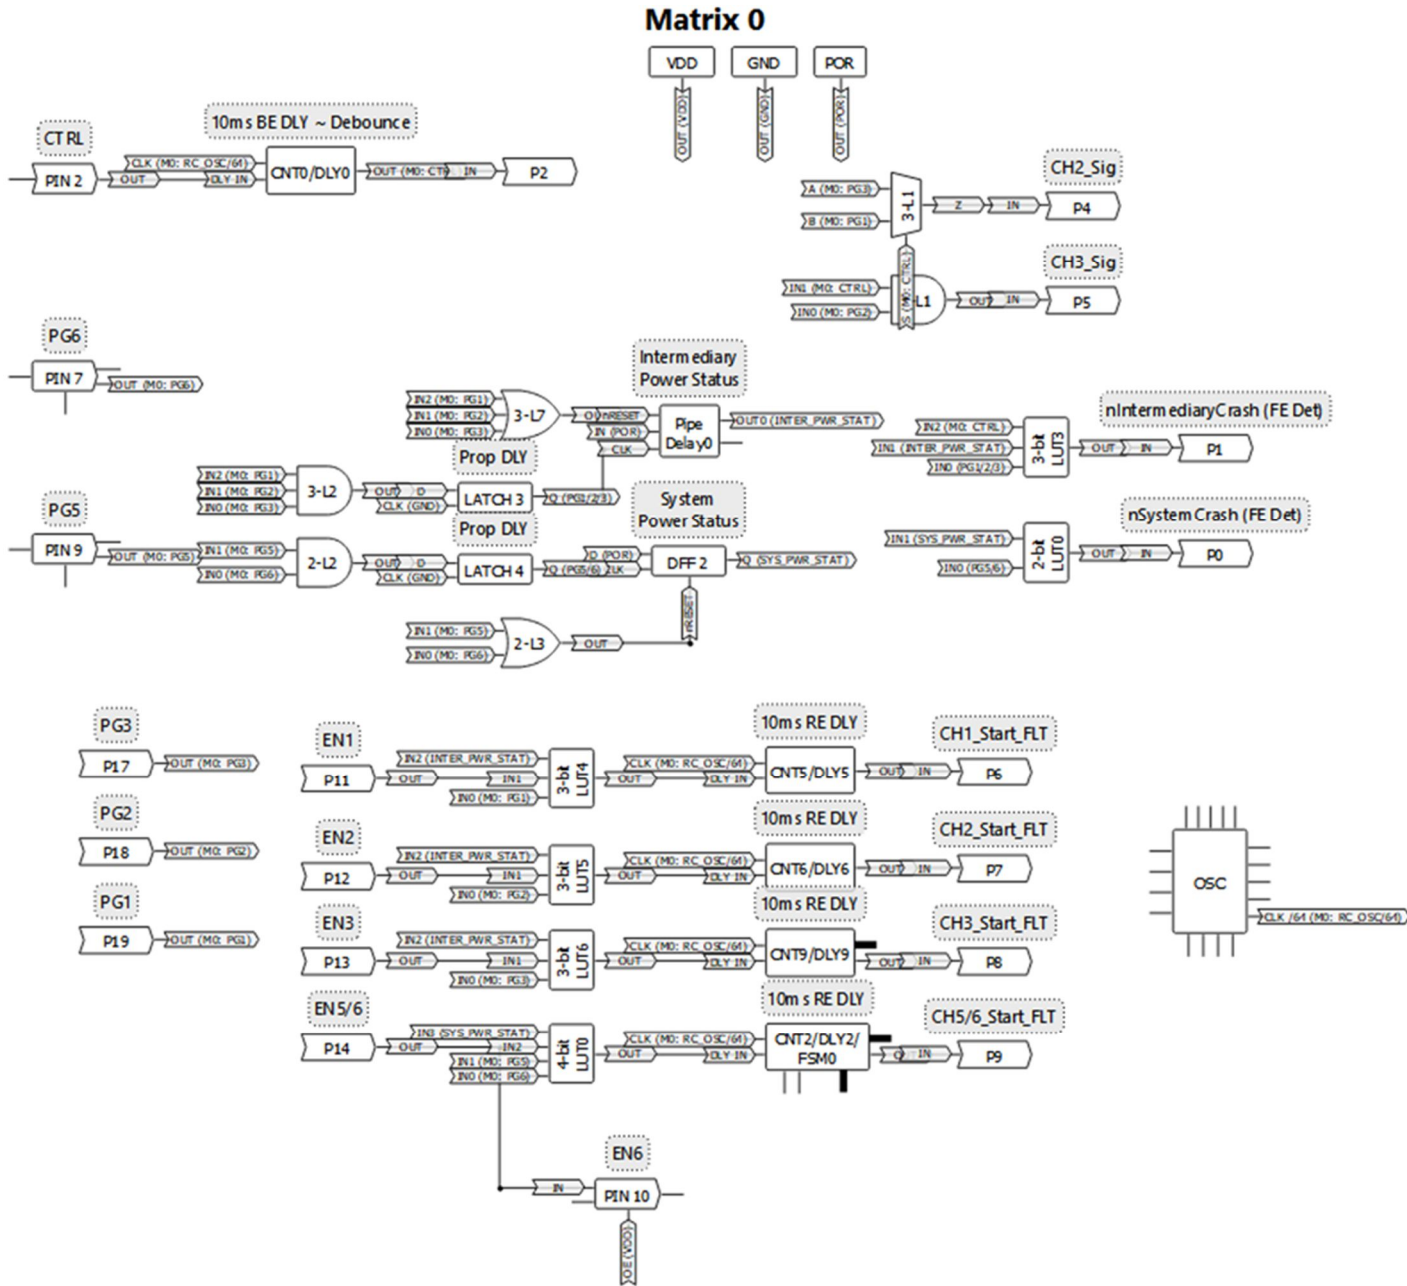 Matrix 0
VDD
GND
POR
OUT (VDD)
OUT (GND)
OUT (POR)
10ms BE DLY ~ Debounce
CTRL
PIN 2
OUT
CLK (M0: RC_OSC/64)
DLY IN
CNT0/DLY0
OUT (M0: CT
IN
P2
A (M0: PG3)
B (M0: PG1)
3-L1
S (M0: CTRL)
Z
IN
CH2_Sig
P4
IN1 (M0: CTRL)
IN0 (M0: PG2)
-L1
OUT
IN
CH3_Sig
P5
PG6
PIN 7
OUT (M0: PG6)
IN2 (M0: PG1)
IN1 (M0: PG2)
IN0 (M0: PG3)
3-L7
Intermediary
Power Status
nRESET
IN (POR)
CLK
Pipe
Delay0
OUT0 (INTER_PWR_STAT)
nIntermediaryCrash (FE Det)
IN2 (M0: CTRL)
IN1 (INTER_PWR_STAT)
IN0 (PG1/2/3)
3-bit
LUT3
OUT
IN
P1
IN2 (M0: PG1)
IN1 (M0: PG2)
IN0 (M0: PG3)
3-L2
OUT
D
CLK (GND)
Prop DLY
LATCH 3
Q (PG1/2/3)
PG5
PIN 9
OUT (M0: PG5)
IN1 (M0: PG5)
IN0 (M0: PG6)
2-L2
OUT
D
CLK (GND)
Prop DLY
LATCH 4
Q (PG5/6)
System
Power Status
D (POR)
CLK
DFF 2
nRESET
Q (SYS_PWR_STAT)
nSystemCrash (FE Det)
IN1 (SYS_PWR_STAT)
IN0 (PG5/6)
2-bit
LUT0
OUT
IN
P0
IN1 (M0: PG5)
IN0 (M0: PG6)
2-L3
OUT
PG3
P17
OUT (M0: PG3)
EN1
P11
OUT
IN2 (INTER_PWR_STAT)
IN1
IN0 (M0: PG1)
3-bit
LUT4
OUT
CLK (M0: RC_OSC/64)
DLY IN
10ms RE DLY
CNT5/DLY5
OUT
IN
CH1_Start_FLT
P6
PG2
P18
OUT (M0: PG2)
EN2
P12
OUT
IN2 (INTER_PWR_STAT)
IN1
IN0 (M0: PG2)
3-bit
LUT5
OUT
CLK (M0: RC_OSC/64)
DLY IN
10ms RE DLY
CNT6/DLY6
OUT
IN
CH2_Start_FLT
P7
PG1
P19
OUT (M0: PG1)
EN3
P13
OUT
IN2 (INTER_PWR_STAT)
IN1
IN0 (M0: PG3)
3-bit
LUT6
OUT
CLK (M0: RC_OSC/64)
DLY IN
10ms RE DLY
CNT9/DLY9
OUT
IN
CH3_Start_FLT
P8
OSC
CLK /64 (M0: RC_OSC/64)
EN5/6
P14
OUT
IN3 (SYS_PWR_STAT)
IN2
IN1 (M0: PG5)
IN0 (M0: PG6)
4-bit
LUT0
OUT
CLK (M0: RC_OSC/64)
DLY IN
10ms RE DLY
CNT2/DLY2/
FSM0
IN
CH5/6_Start_FLT
P9
EN6
IN
PIN 10
OE (VDD)